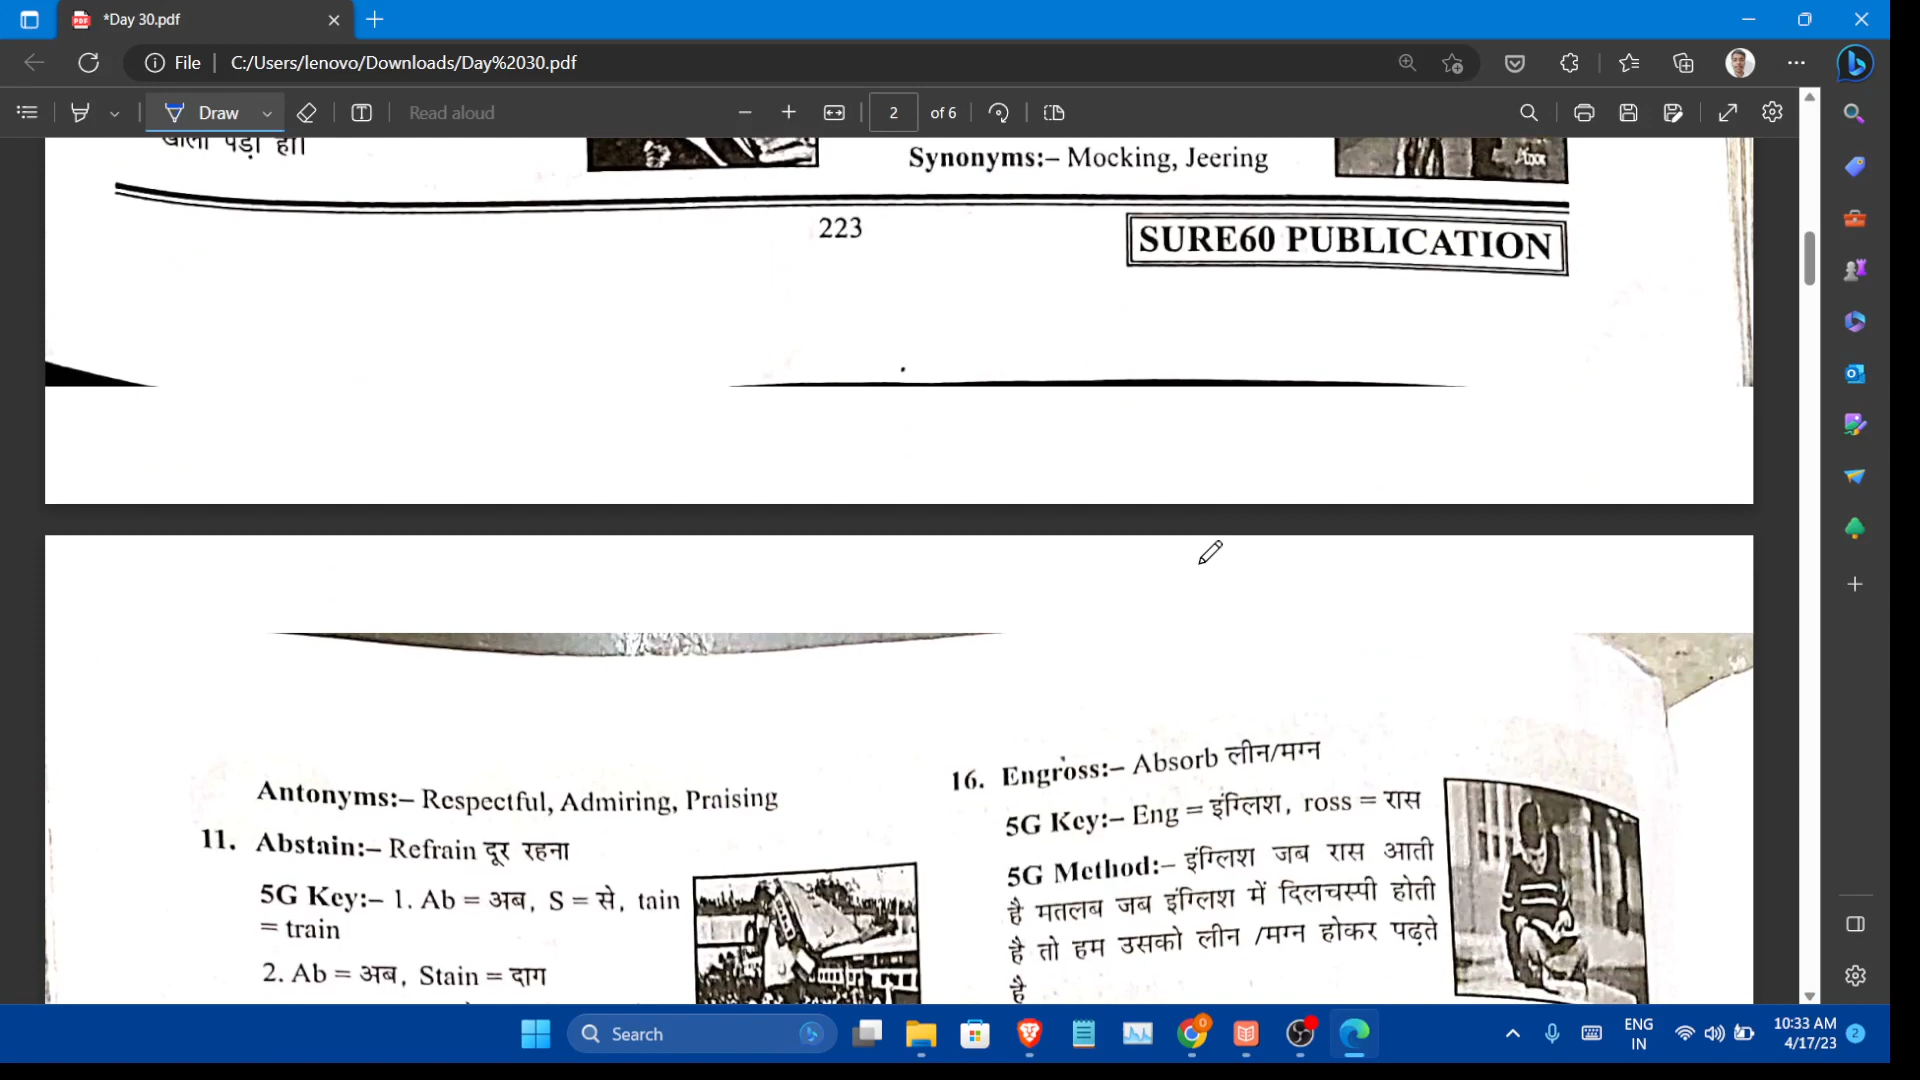 *Day 30.pdf
File
C:/Users/lenovo/Downloads/Day%2030.pdf
Draw
Read aloud
2
of 6
खाली पड़ा है।
Synonyms:– Mocking, Jeering
223
SURE60 PUBLICATION
Antonyms:– Respectful, Admiring, Praising
11. Abstain:– Refrain दूर रहना
5G Key:– 1. Ab = अब, S = से, tain
= train
2. Ab = अब, Stain = दाग
16. Engross:– Absorb लीन/मग्न
5G Key:– Eng = इंग्लिश, ross = रास
5G Method:– इंग्लिश जब रास आती
है मतलब जब इंग्लिश में दिलचस्पी होती
है तो हम उसको लीन /मग्न होकर पढ़ते
है
Search
0
ENG
IN
10:33 AM
4/17/23
2